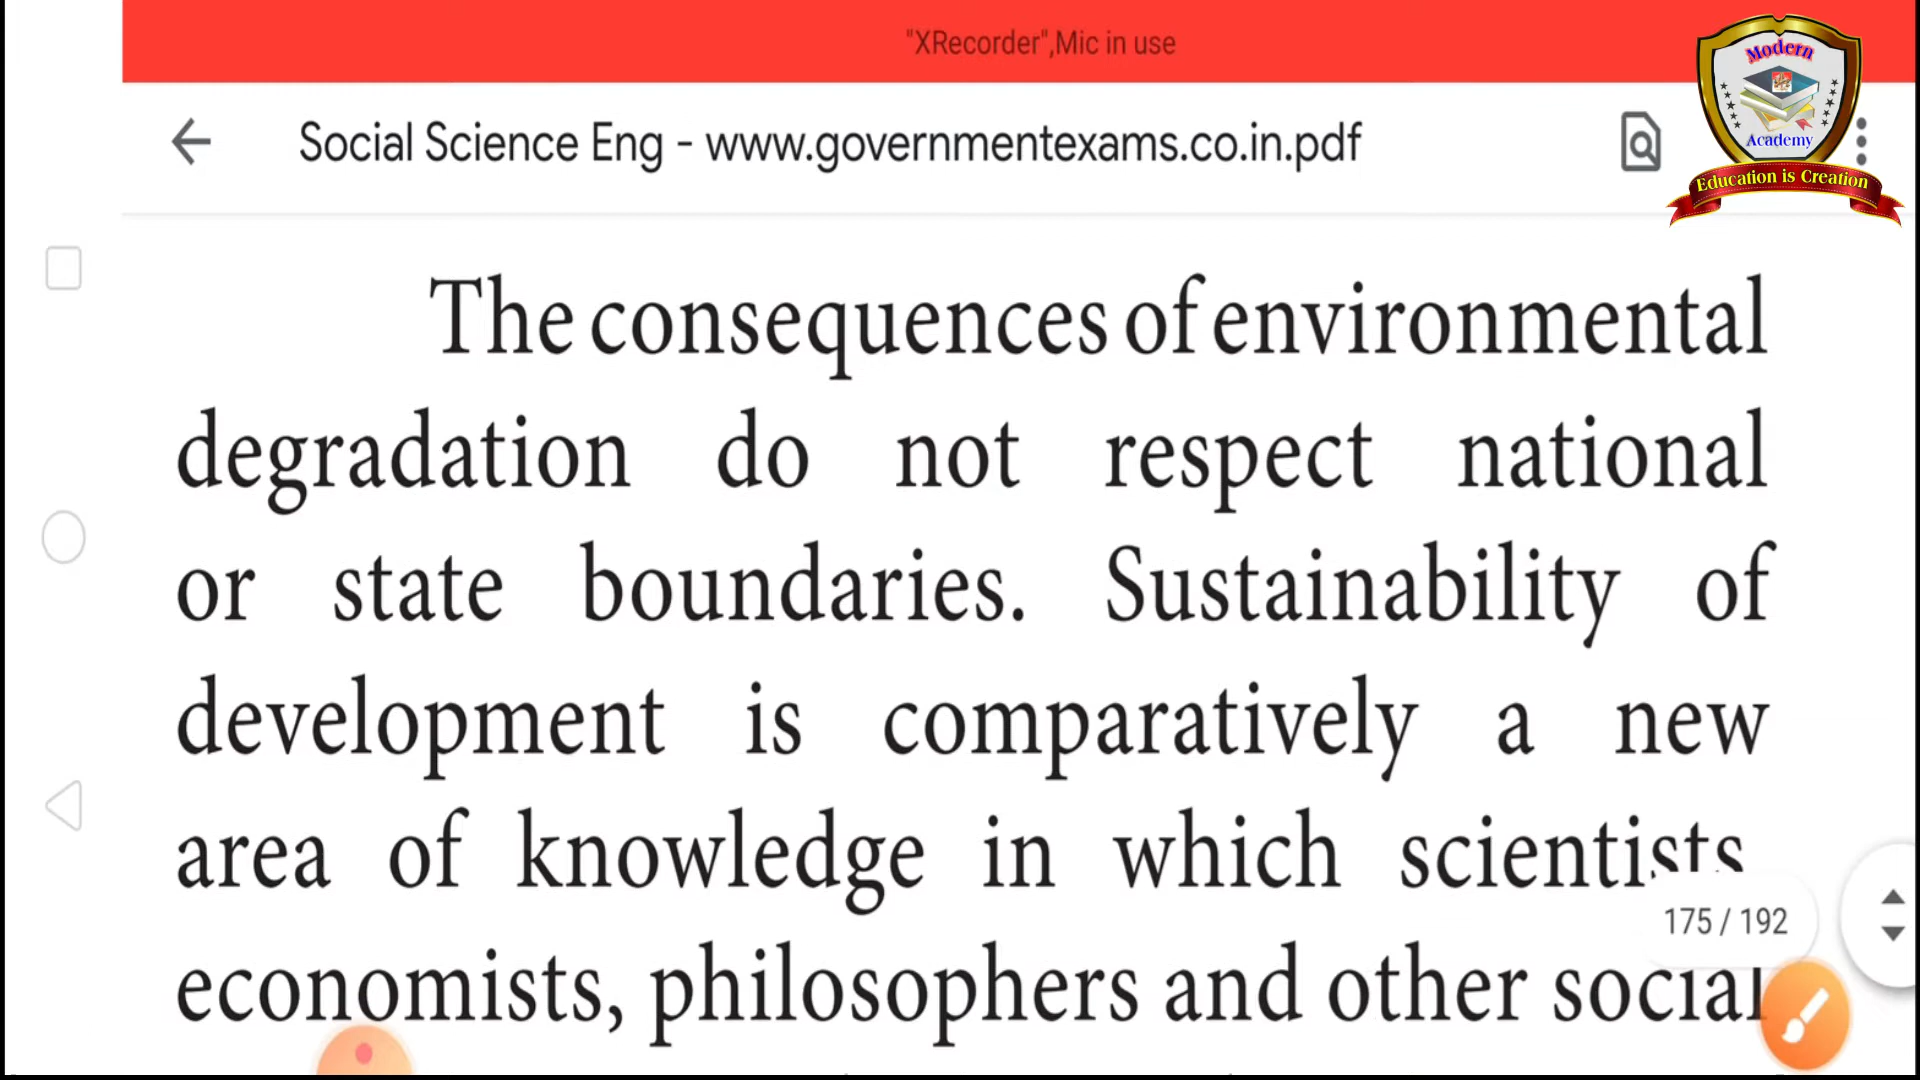 "XRecorder",Mic in use
Modern
Academy
Education is Creation
Social Science Eng - www.governmentexams.co.in.pdf
The consequences of environmental
degradation do not respect national
or state boundaries. Sustainability of
development is comparatively a new
area of knowledge in which scientists,
175 / 192
economists, philosophers and other social